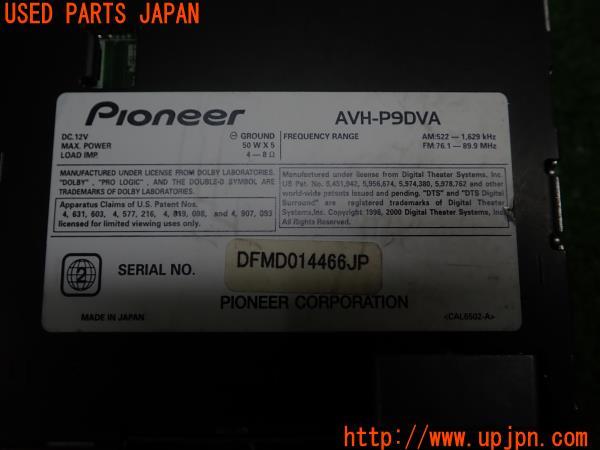 USED PARTS JAPAN
Pioneer
AVH-P9DVA
DC.12V
MAX. POWER
LOAD IMP.
⊖ GROUND
50 W X 5
4 – 8 Ω
FREQUENCY RANGE
AM:522 – 1,629 kHz
FM:76.1 – 89.9 MHz
MANUFACTURED UNDER LICENSE FROM DOLBY LABORATORIES.
"DOLBY", "PRO LOGIC", AND THE DOUBLE-D SYMBOL ARE
TRADEMARKS OF DOLBY LABORATORIES.
Apparatus Claims of U.S. Patent Nos.
4, 631, 603, 4, 577, 216, 4, 819, 098, and 4, 907, 093
licensed for limited viewing uses only.
Manufactured under license from Digital Theater Systems, Inc.
US Pat. No. 5,451,942, 5,956,674, 5,974,380, 5,978,762 and other
world-wide patents issued and pending. "DTS" and "DTS Digital
Surround" are registered trademarks of Digital Theater
Systems,Inc. Copyright 1996, 2000 Digital Theater Systems, Inc.
All Rights Reserved.
2
SERIAL NO.
DFMD014466JP
PIONEER CORPORATION
MADE IN JAPAN
<CAL6502-A>
【UPJ】
http://www.upjpn.com/